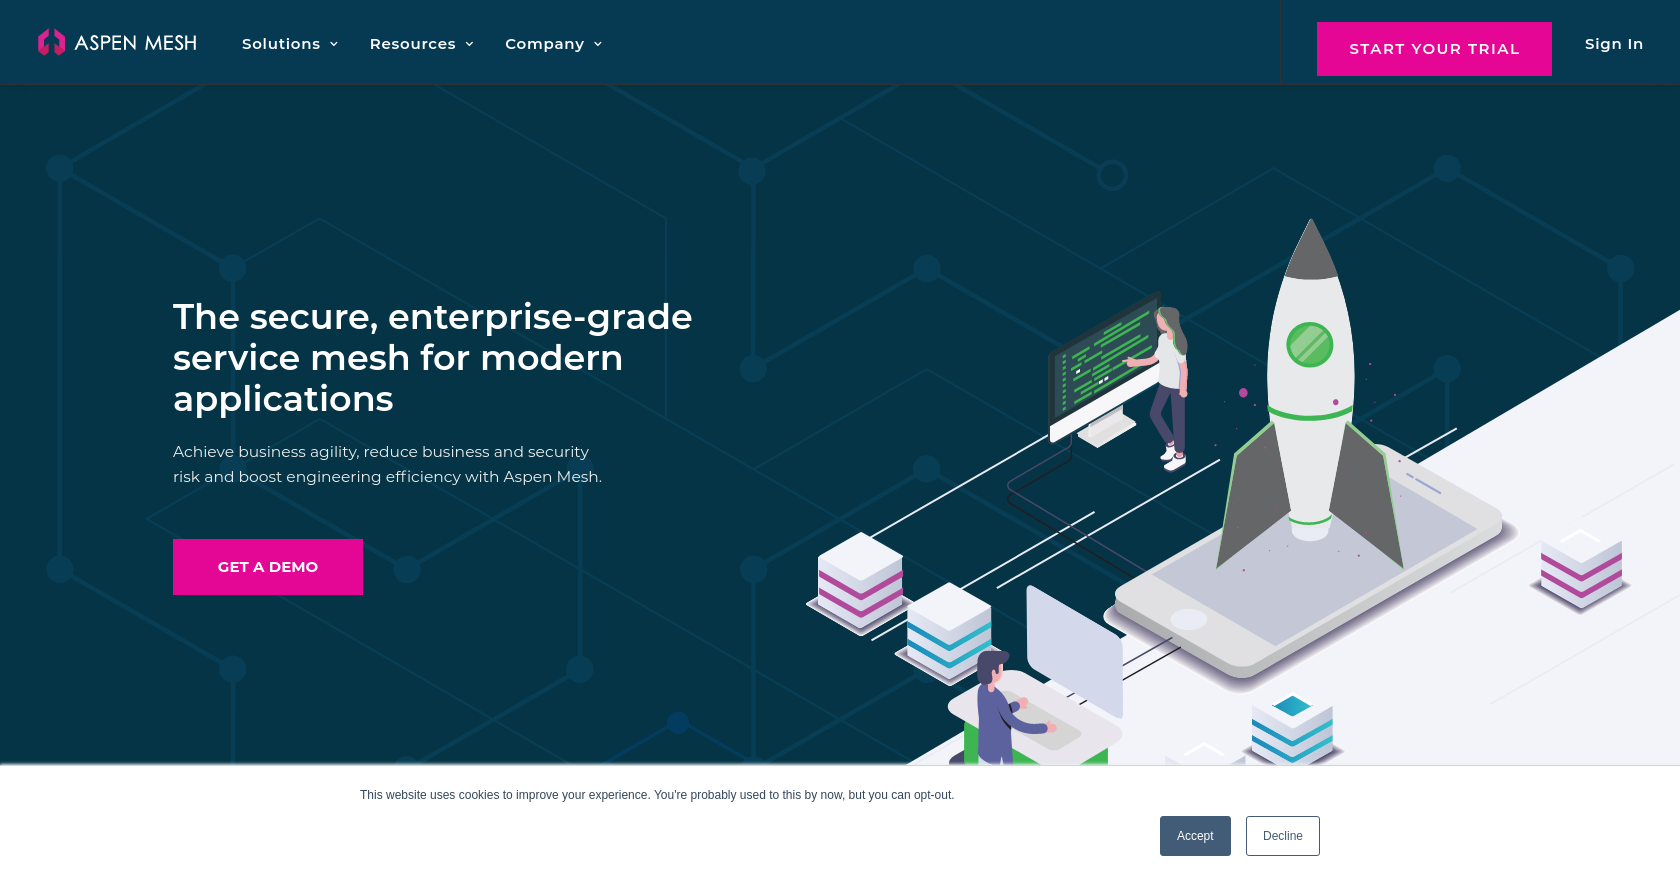 ASPEN MESH
Solutions
Resources
Company
START YOUR TRIAL
Sign In
The secure, enterprise-grade
service mesh for modern
applications
Achieve business agility, reduce business and security
risk and boost engineering efficiency with Aspen Mesh.
GET A DEMO
This website uses cookies to improve your experience. You're probably used to this by now, but you can opt-out.
Accept
Decline